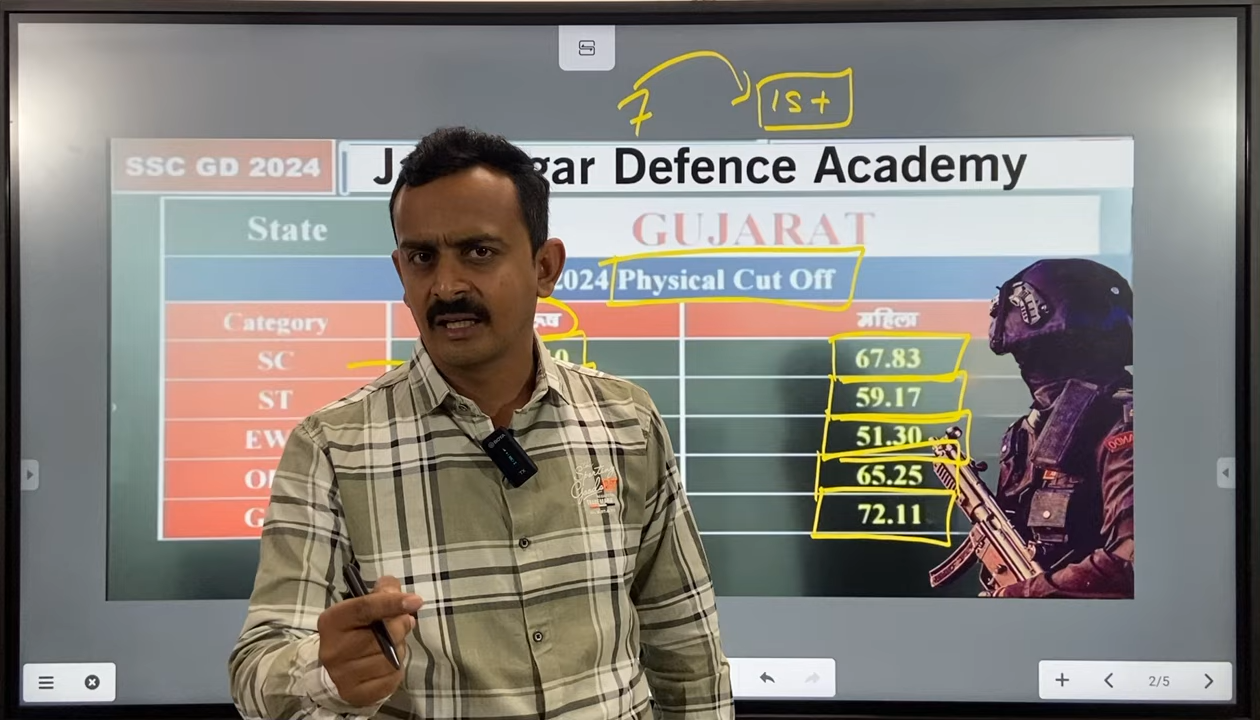 7 15+
SSC GD 2024
Defence Academy
State
GUJARAT
2024 Physical Cut Off
Category महिला
SC 67.83
ST 59.17
51.30
65.25
72.11
2/5